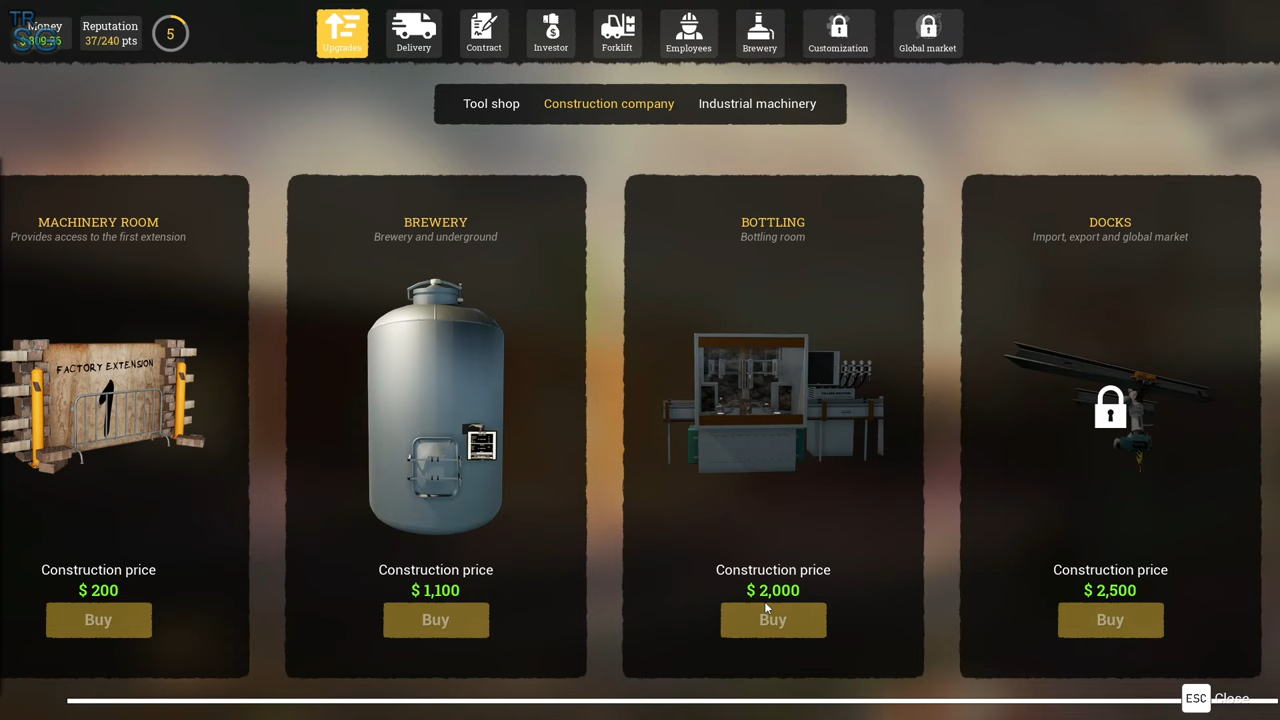 Money
Reputation
37/240 pts
5
Upgrades
Delivery
Contract
Investor
Forklift
Employees
Brewery
Customization
Global market
Tool shop
Construction company
Industrial machinery
MACHINERY ROOM
Provides access to the first extension
FACTORY EXTENSION
1
Construction price
$ 200
Buy
BREWERY
Brewery and underground
Construction price
$ 1,100
Buy
BOTTLING
Bottling room
Construction price
$ 2,000
Buy
DOCKS
Import, export and global market
Construction price
$ 2,500
Buy
ESC Close